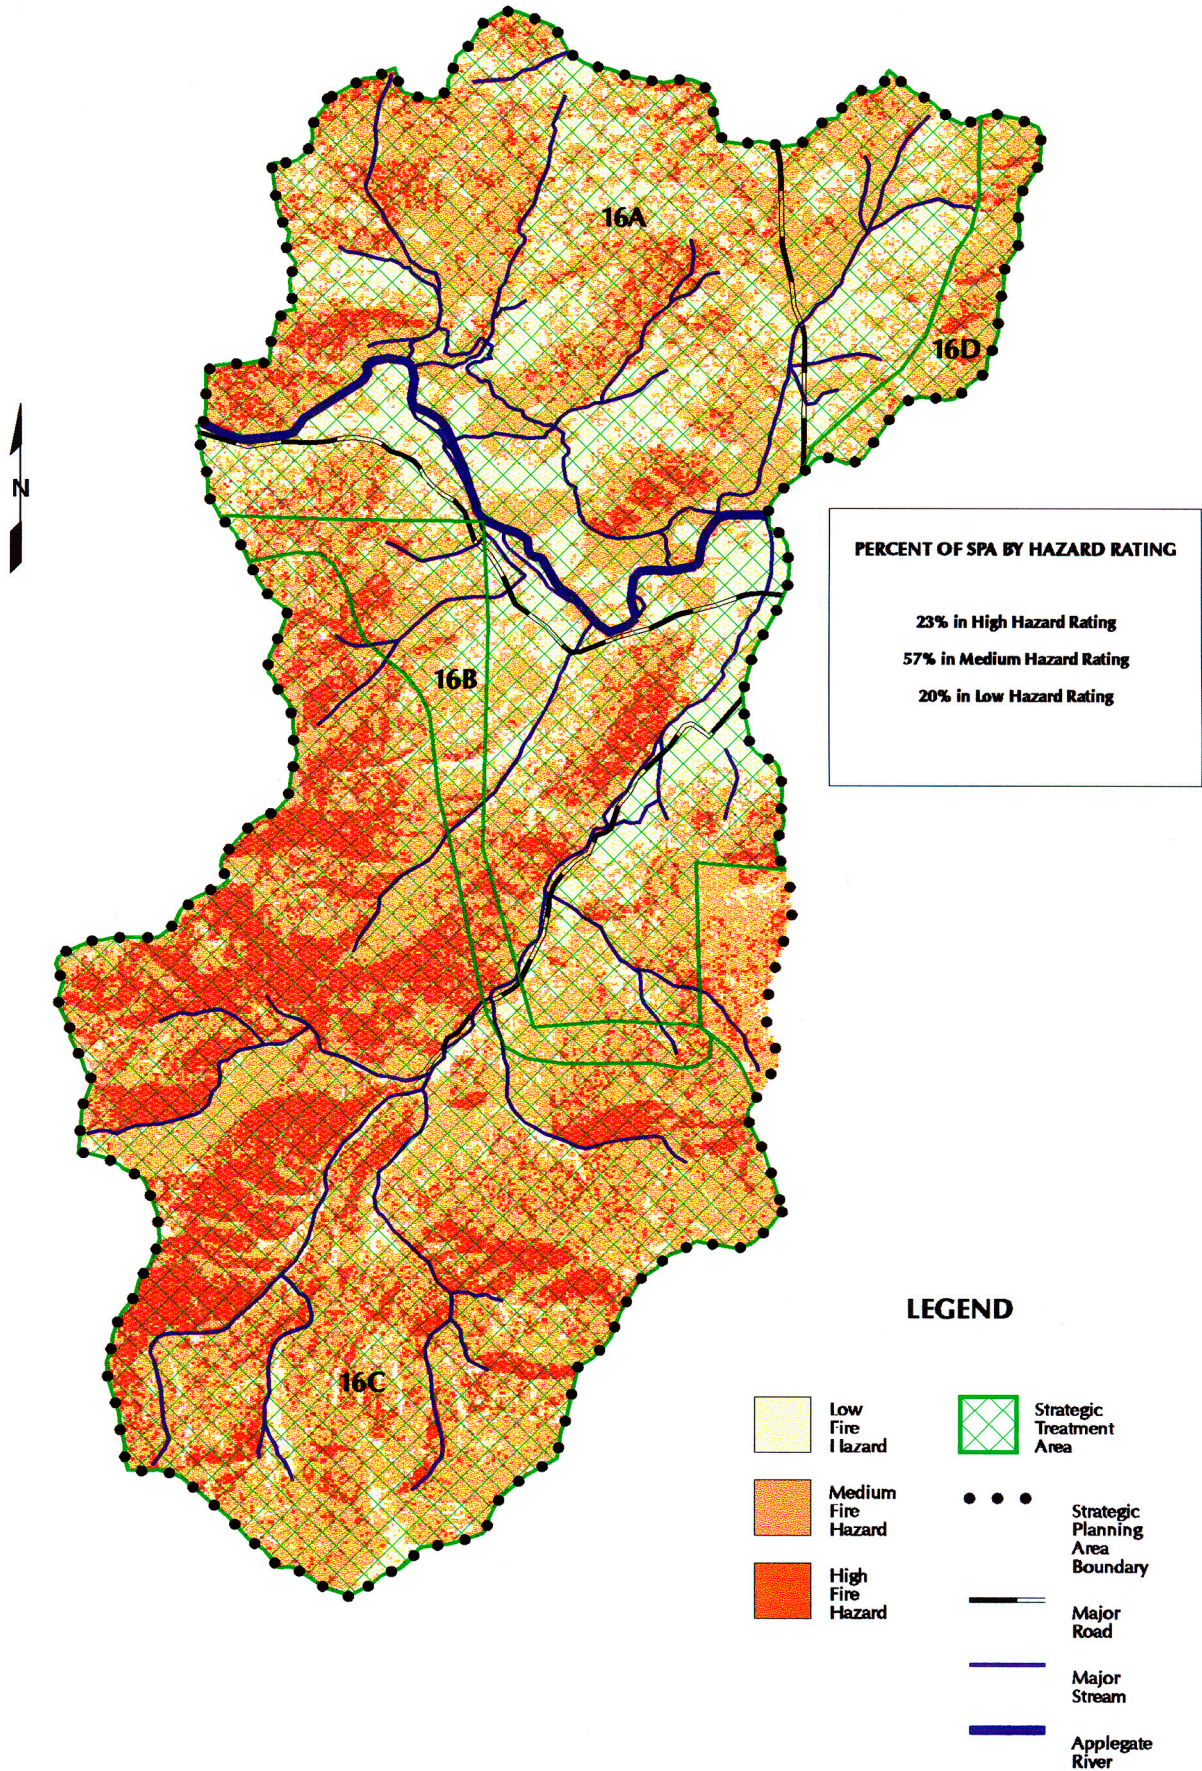 16A
16D
N
PERCENT OF SPA BY HAZARD RATING
23% in High Hazard Rating
57% in Medium Hazard Rating
20% in Low Hazard Rating
16B
16C
LEGEND
Low
Fire
Hazard
Medium
Fire
Hazard
High
Fire
Hazard
Strategic
Treatment
Area
Strategic
Planning
Area
Boundary
Major
Road
Major
Stream
Applegate
River